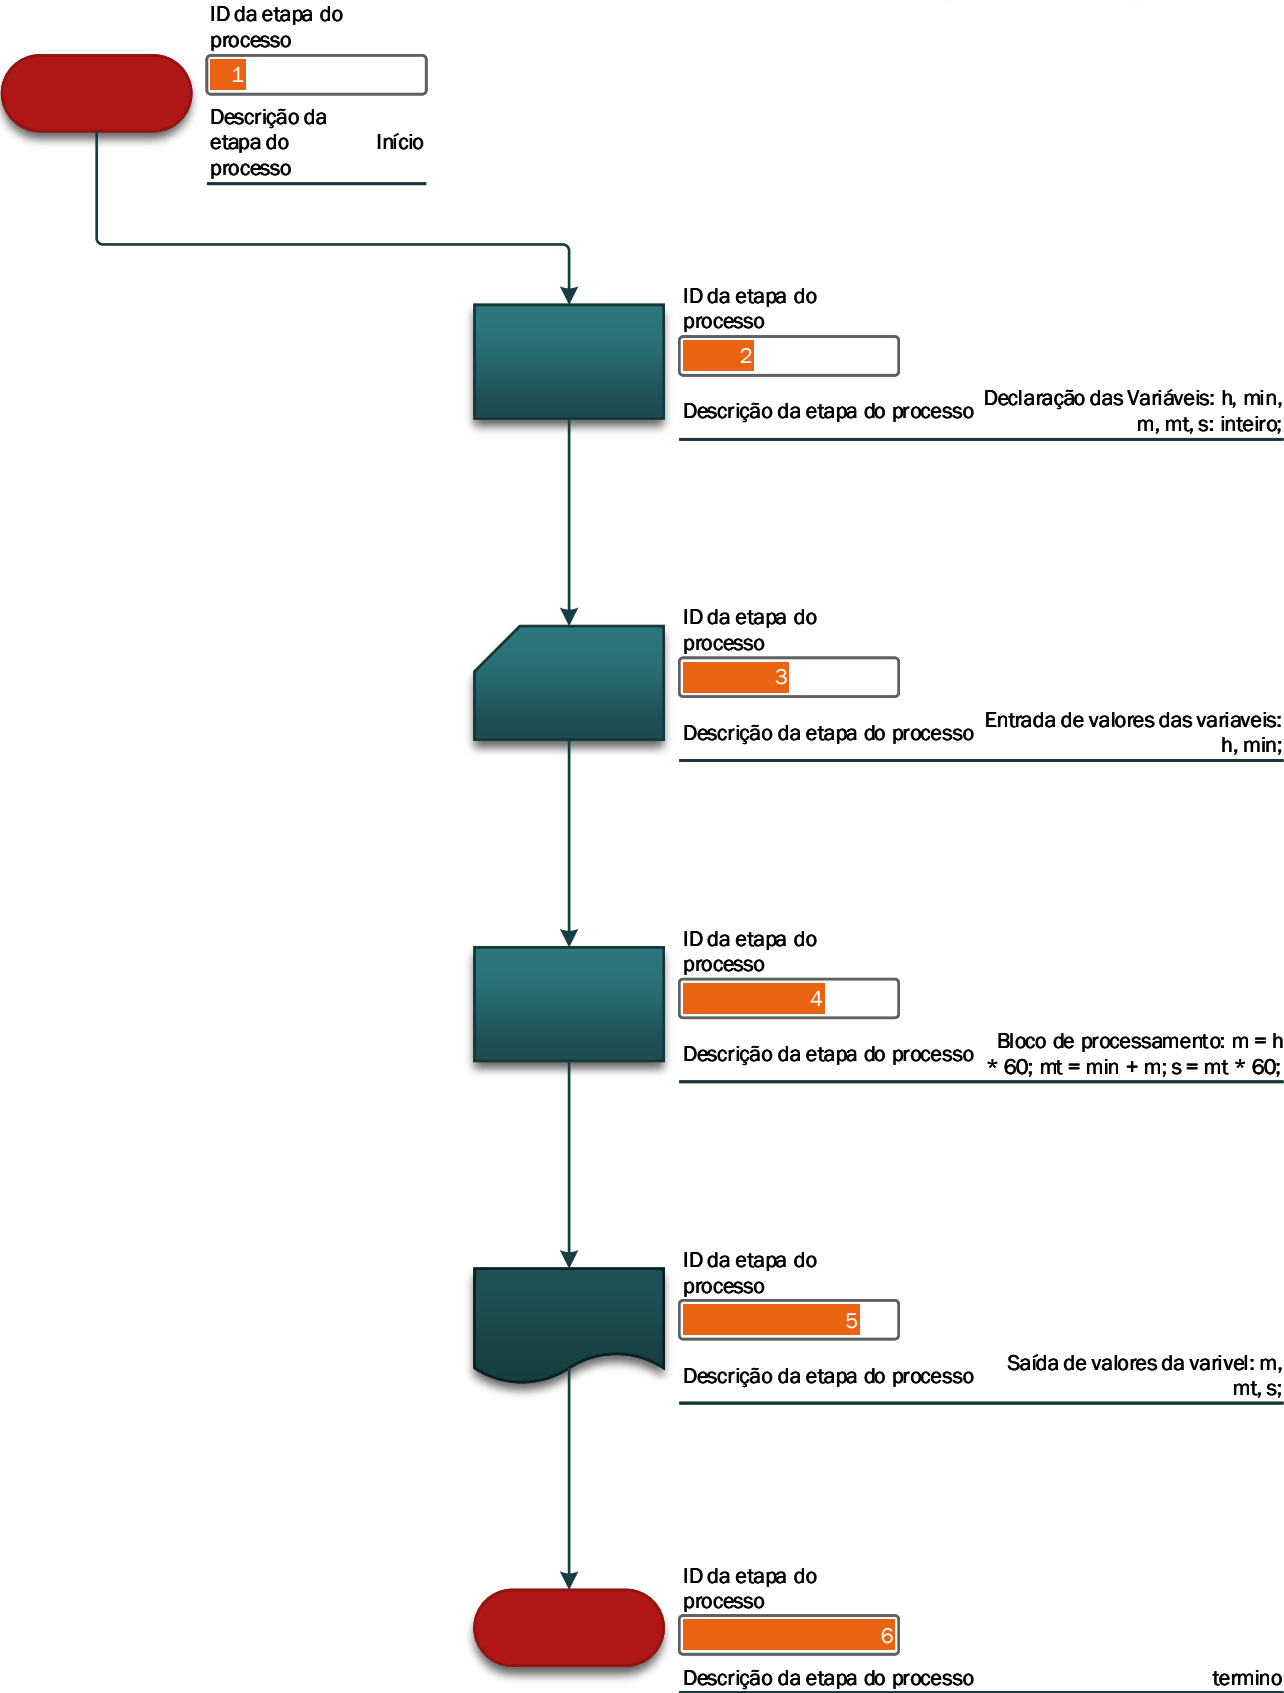 ID da etapa do
processo
1
Descrição da
etapa do
processo
Início
ID da etapa do
processo
2
Descrição da etapa do processo
Declaração das Variáveis: h, min,
m, mt, s: inteiro;
ID da etapa do
processo
3
Descrição da etapa do processo
Entrada de valores das variaveis:
h, min;
ID da etapa do
processo
4
Descrição da etapa do processo
Bloco de processamento: m = h
* 60; mt = min + m; s = mt * 60;
ID da etapa do
processo
5
Descrição da etapa do processo
Saída de valores da varivel: m,
mt, s;
ID da etapa do
processo
6
Descrição da etapa do processo
termino